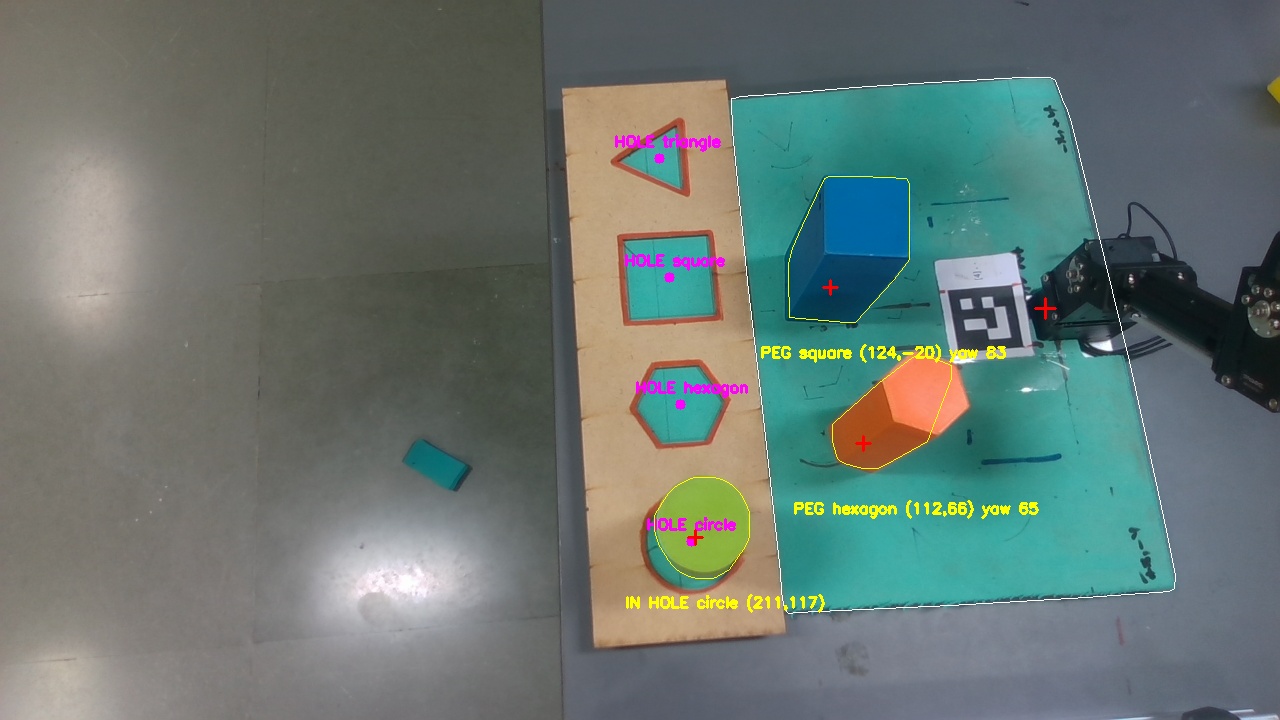 HOLE triangle
HOLE square
PEG square (124,-20) yaw 83
HOLE hexagon
PEG hexagon (112,66) yaw 65
HOLE circle
IN HOLE circle (211,117)